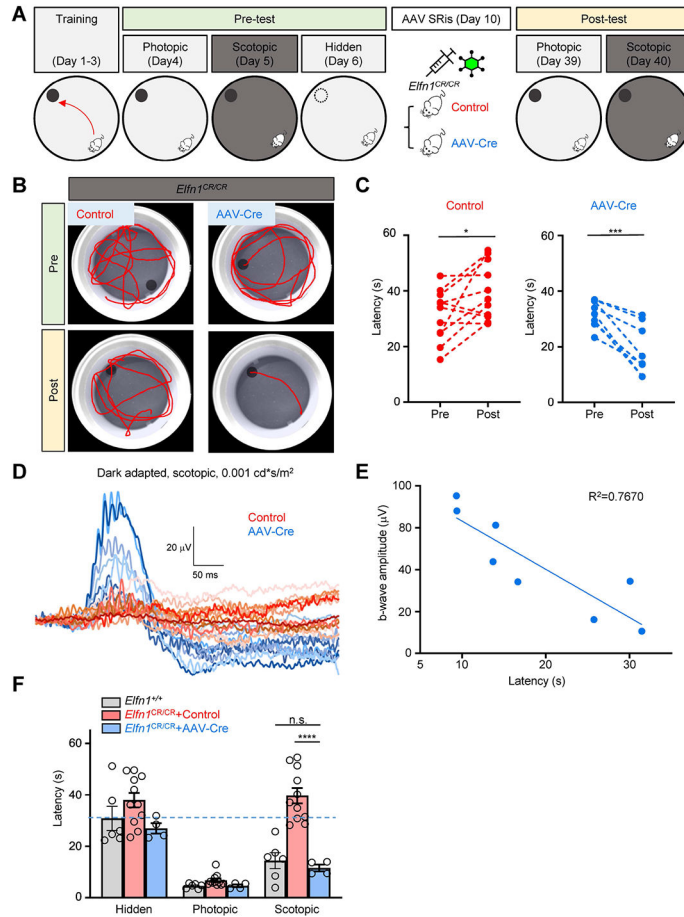 A
Training
(Day 1-3)
Pre-test
Photopic
(Day4)
Scotopic
(Day 5)
Hidden
(Day 6)
AAV SRis (Day 10)
Elfn1CR/CR
Control
AAV-Cre
Post-test
Photopic
(Day 39)
Scotopic
(Day 40)
B
Elfn1CR/CR
Control
AAV-Cre
Pre
Post
C
Control
AAV-Cre
*
***
60
40
20
0
Latency (s)
Pre Post
60
40
20
0
Latency (s)
Pre Post
D
Dark adapted, scotopic, 0.001 cd*s/m²
Control
AAV-Cre
20 μV
50 ms
E
R²=0.7670
b-wave amplitude (μV)
100
80
40
20
0
5 10 20 30
Latency (s)
F
Elfn1+/+
Elfn1CR/CR+Control
Elfn1CR/CR+AAV-Cre
n.s.
****
60
40
20
0
Latency (s)
Hidden Photopic Scotopic